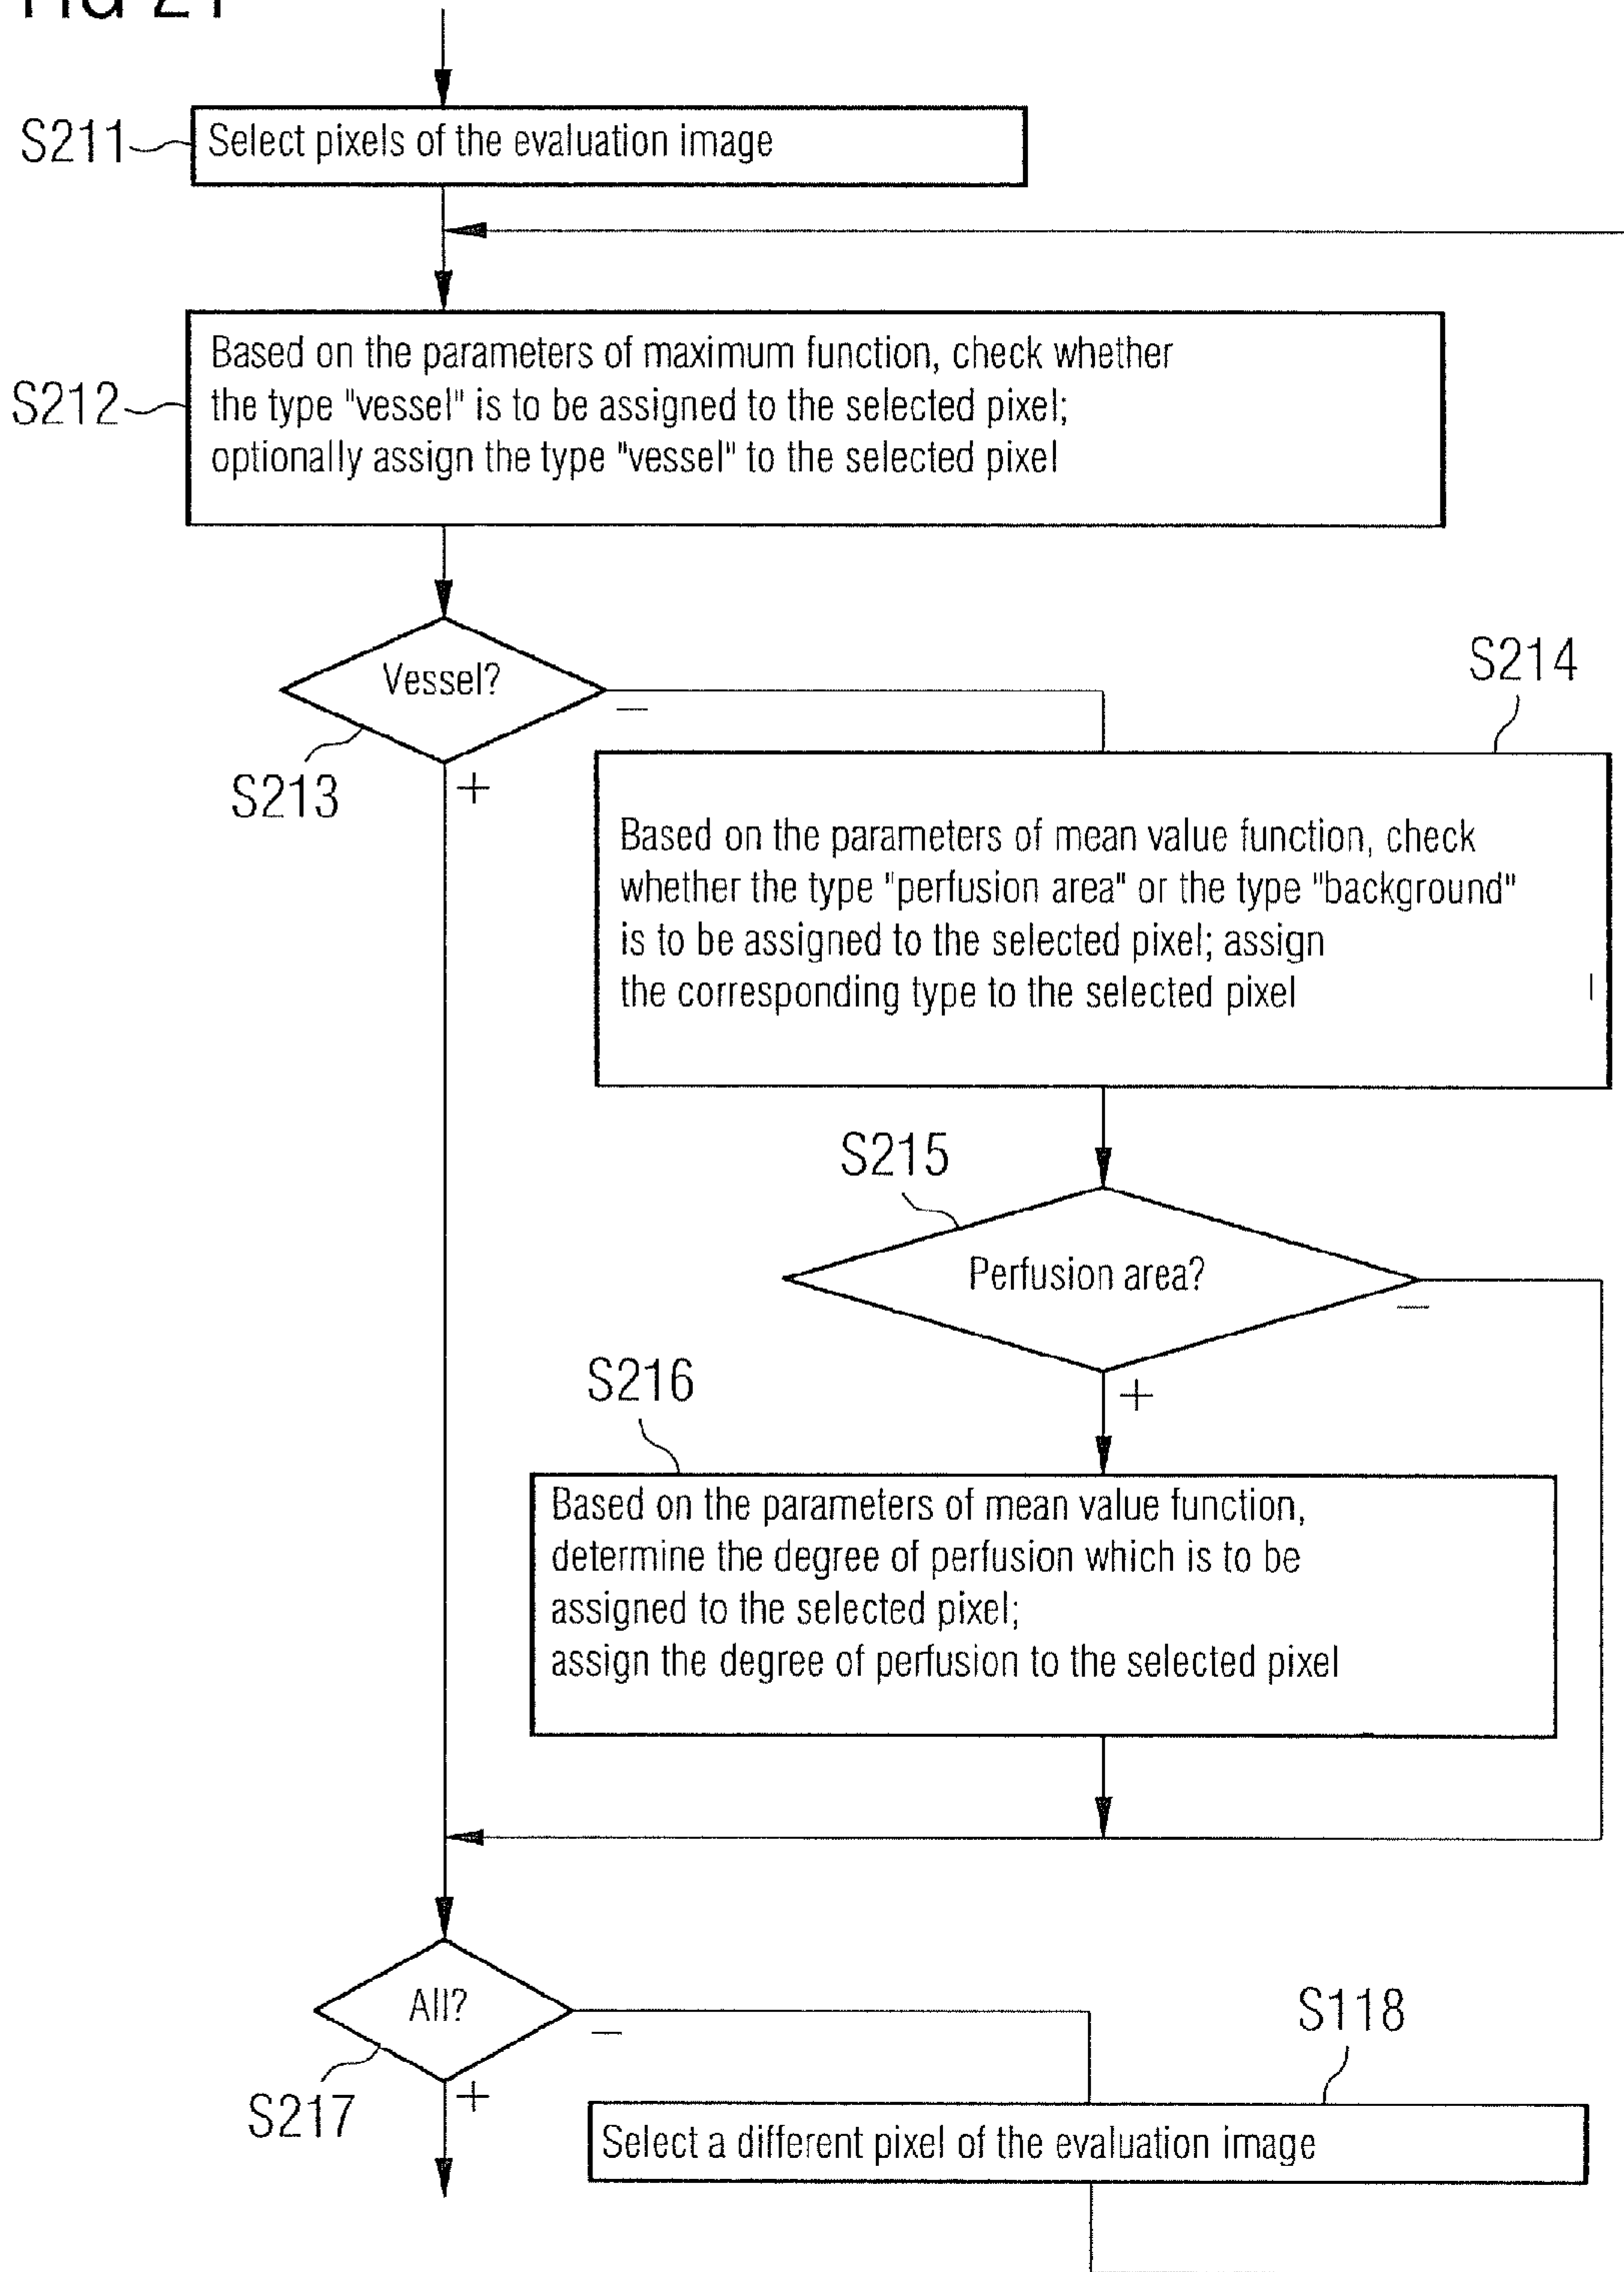 S211
Select pixels of the evaluation image
S212
Based on the parameters of maximum function, check whether
the type "vessel" is to be assigned to the selected pixel;
optionally assign the type "vessel" to the selected pixel
Vessel?
–
+
S213
S214
Based on the parameters of mean value function, check
whether the type "perfusion area" or the type "background"
is to be assigned to the selected pixel; assign
the corresponding type to the selected pixel
S215
Perfusion area?
–
+
S216
Based on the parameters of mean value function,
determine the degree of perfusion which is to be
assigned to the selected pixel;
assign the degree of perfusion to the selected pixel
All?
–
+
S217
S118
Select a different pixel of the evaluation image